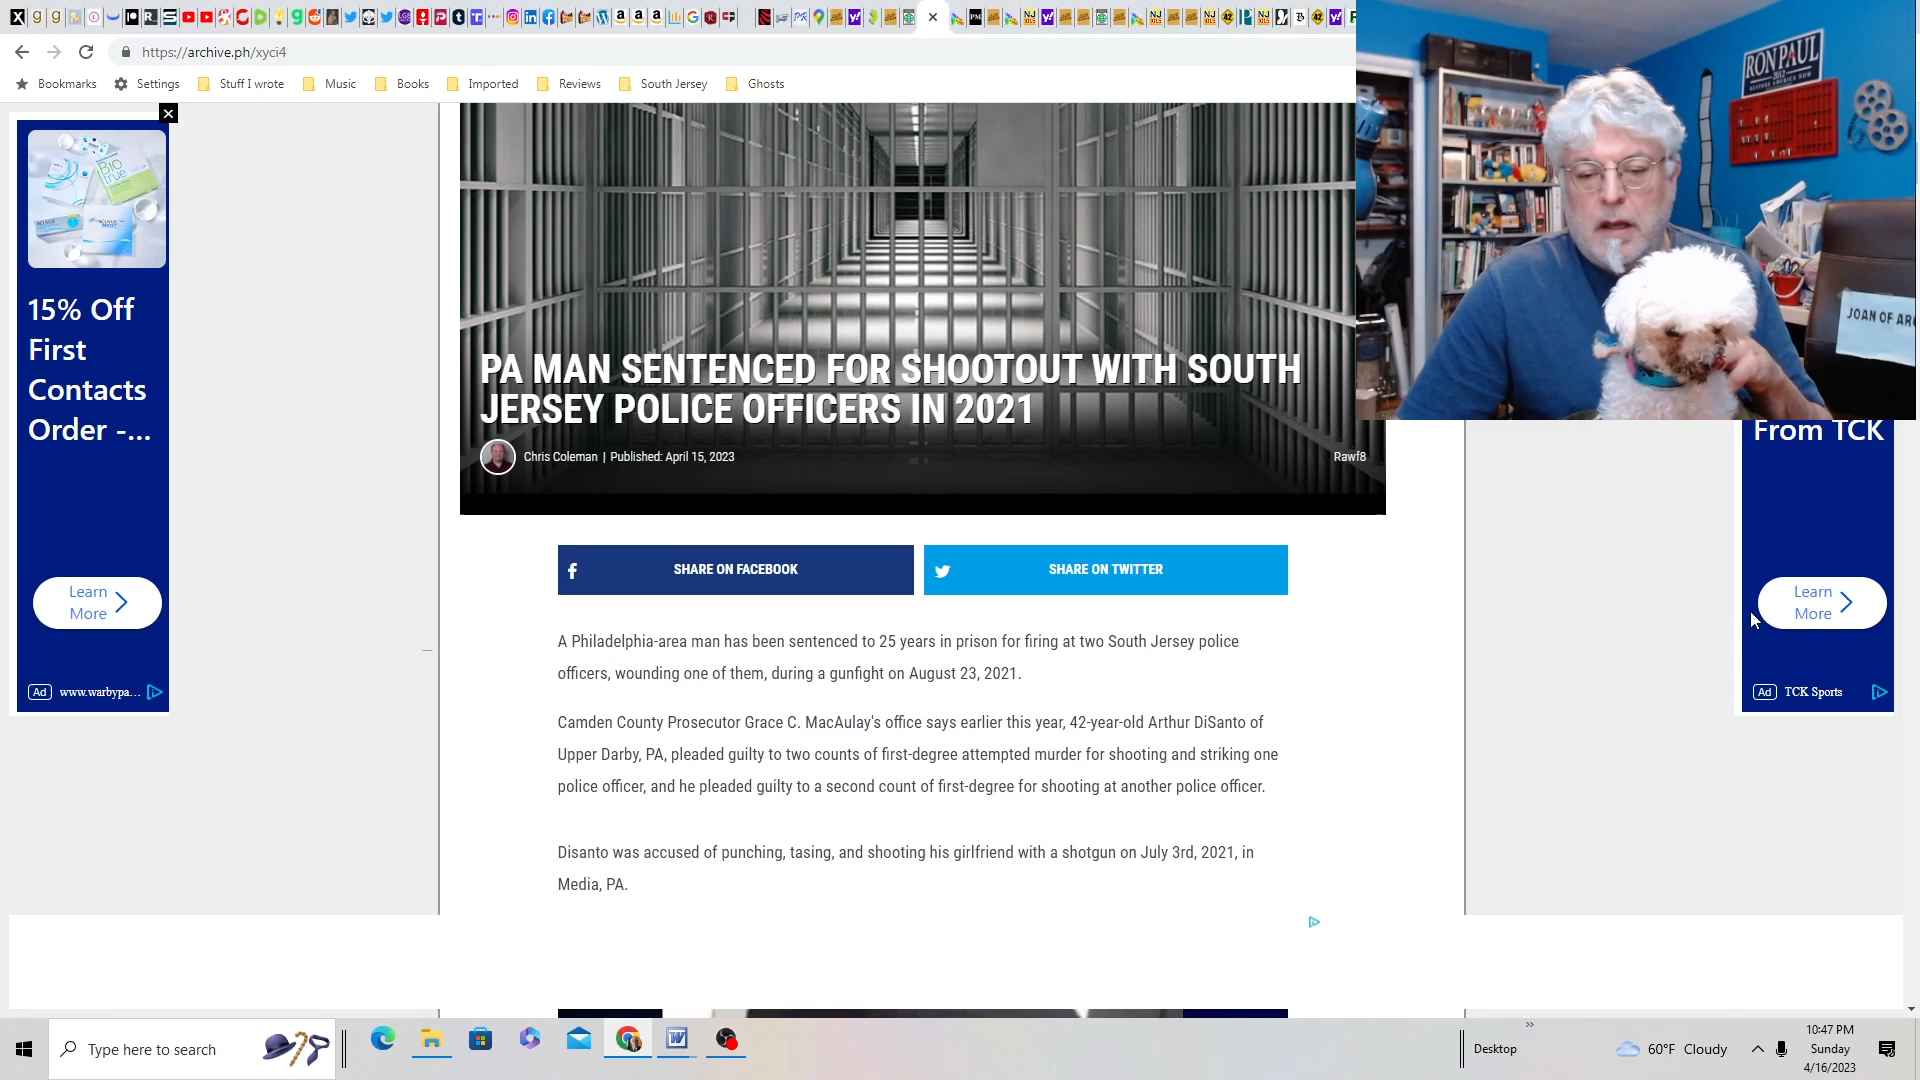 https://archive.ph/xyci4
Bookmarks Settings Stuff I wrote Music Books Imported Reviews South Jersey Ghosts
RON PAUL
2012
RESTORE AMERICA NOW
JOAN OF ARC
Bio
true
ACUVUE
15% Off
First
Contacts
Order -...
Learn
More
Ad www.warbypa...
PA MAN SENTENCED FOR SHOOTOUT WITH SOUTH
JERSEY POLICE OFFICERS IN 2021
Chris Coleman | Published: April 15, 2023
Rawf8
SHARE ON FACEBOOK
SHARE ON TWITTER
A Philadelphia-area man has been sentenced to 25 years in prison for firing at two South Jersey police
officers, wounding one of them, during a gunfight on August 23, 2021.
Camden County Prosecutor Grace C. MacAulay's office says earlier this year, 42-year-old Arthur DiSanto of
Upper Darby, PA, pleaded guilty to two counts of first-degree attempted murder for shooting and striking one
police officer, and he pleaded guilty to a second count of first-degree for shooting at another police officer.
Disanto was accused of punching, tasing, and shooting his girlfriend with a shotgun on July 3rd, 2021, in
Media, PA.
From TCK
Learn
More
Ad TCK Sports
Type here to search
Desktop
60°F Cloudy
10:47 PM
Sunday
4/16/2023